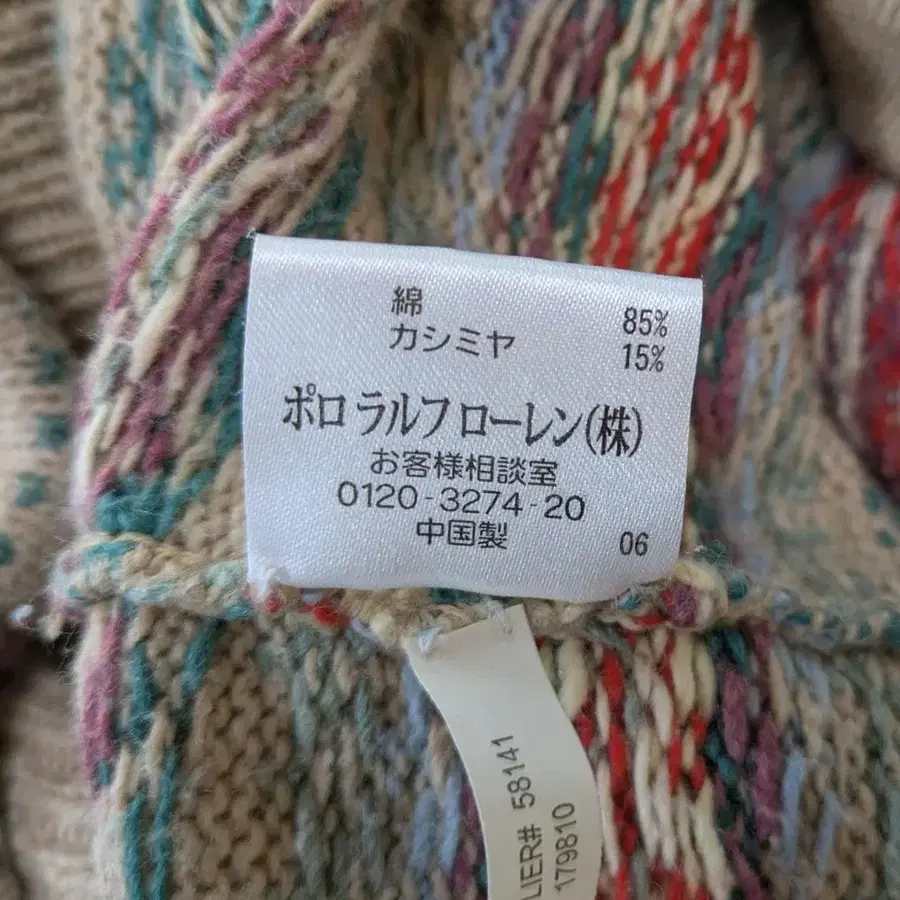 綿 85%
カシミヤ 15%
ポロ ラルフ ローレン(株)
お客様相談室
0120-3274-20
中国製 06
LIER# 58141
179810